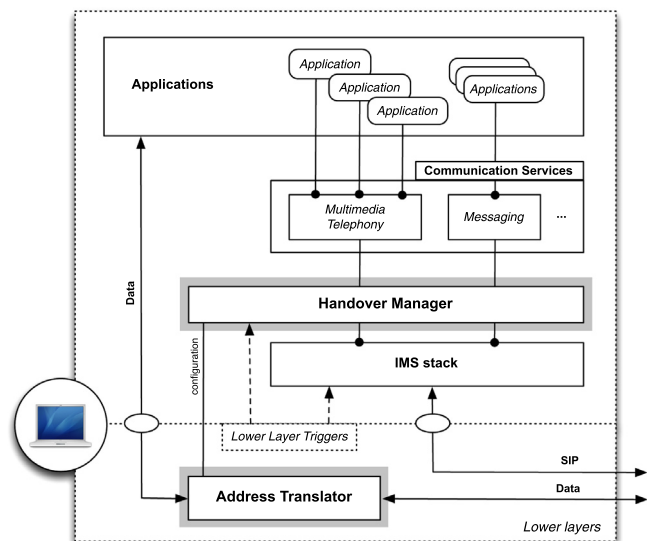 Application
Applications
Application
Applications
Application
Communication Services
Multimedia
Telephony
Messaging
...
Data
Handover Manager
configuration
IMS stack
Lower Layer Triggers
SIP
Data
Address Translator
Lower layers